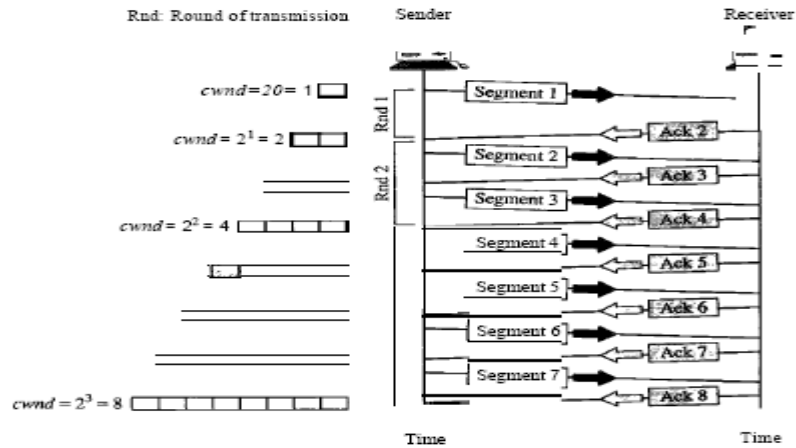 Rnd: Round of transmission
Sender
Receiver
cwnd=20= 1
Rnd 1
Segment 1
Ack 2
cwnd = 2¹ = 2
Rnd 2
Segment 2
Ack 3
Segment 3
Ack 4
cwnd = 2² = 4
Segment 4
Ack 5
Segment 5
Ack 6
Segment 6
Ack 7
Segment 7
Ack 8
cwnd = 2³ = 8
Time
Time